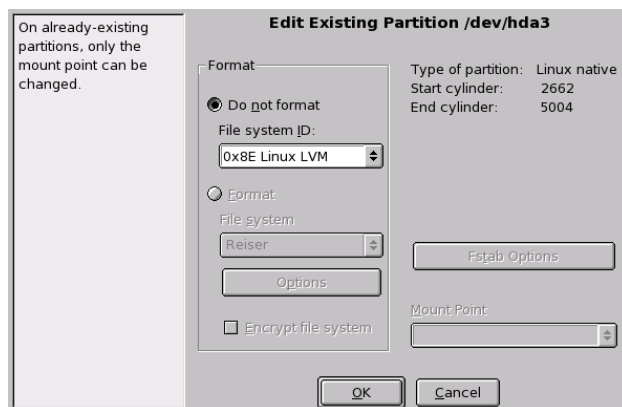 On already-existing
partitions, only the
mount point can be
changed.
Edit Existing Partition /dev/hda3
Format
Do not format
File system ID:
0x8E Linux LVM
Format
File system
Reiser
Options
Encrypt file system
Type of partition: Linux native
Start cylinder: 2662
End cylinder: 5004
Fstab Options
Mount Point
OK
Cancel